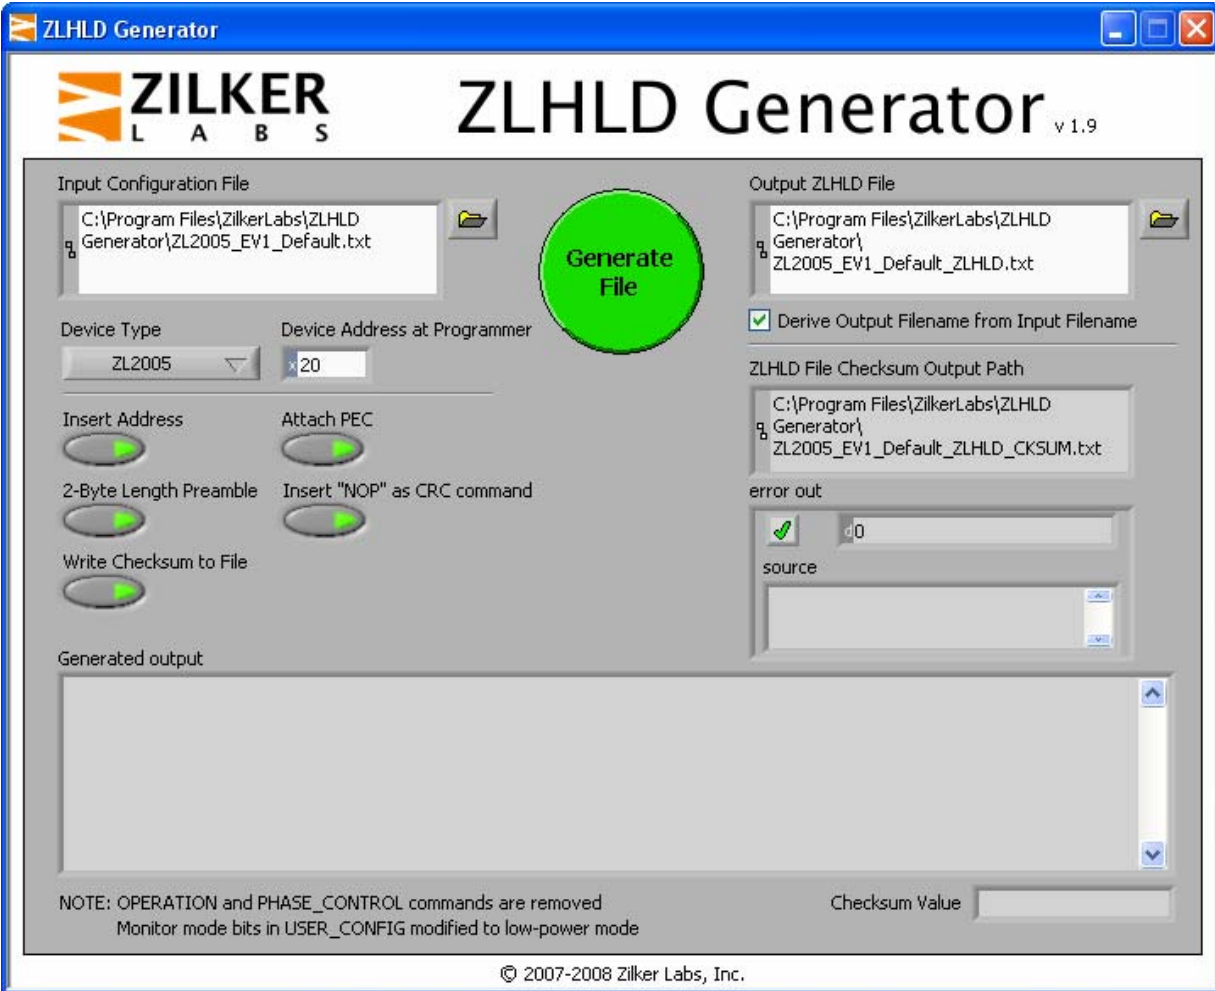 ZLHLD Generator
ZILKER
LABS
ZLHLD Generator v 1.9
Input Configuration File
C:\Program Files\ZilkerLabs\ZLHLD
Generator\ZL2005_EV1_Default.txt
Generate
File
Output ZLHLD File
C:\Program Files\ZilkerLabs\ZLHLD
Generator\
ZL2005_EV1_Default_ZLHLD.txt
Derive Output Filename from Input Filename
Device Type
ZL2005
Device Address at Programmer
x20
ZLHLD File Checksum Output Path
C:\Program Files\ZilkerLabs\ZLHLD
Generator\
ZL2005_EV1_Default_ZLHLD_CKSUM.txt
Insert Address
Attach PEC
2-Byte Length Preamble
Insert "NOP" as CRC command
Write Checksum to File
error out
d0
source
Generated output
NOTE: OPERATION and PHASE_CONTROL commands are removed
Monitor mode bits in USER_CONFIG modified to low-power mode
Checksum Value
© 2007-2008 Zilker Labs, Inc.